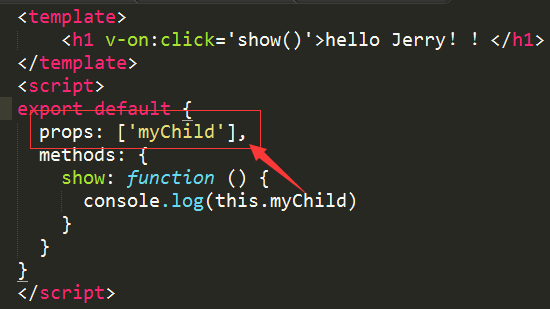 <template>
    <h1 v-on:click='show()'>hello Jerry！！</h1>
</template>
<script>
export default {
  props: ['myChild'],
  methods: {
    show: function () {
      console.log(this.myChild)
    }
  }
}
</script>